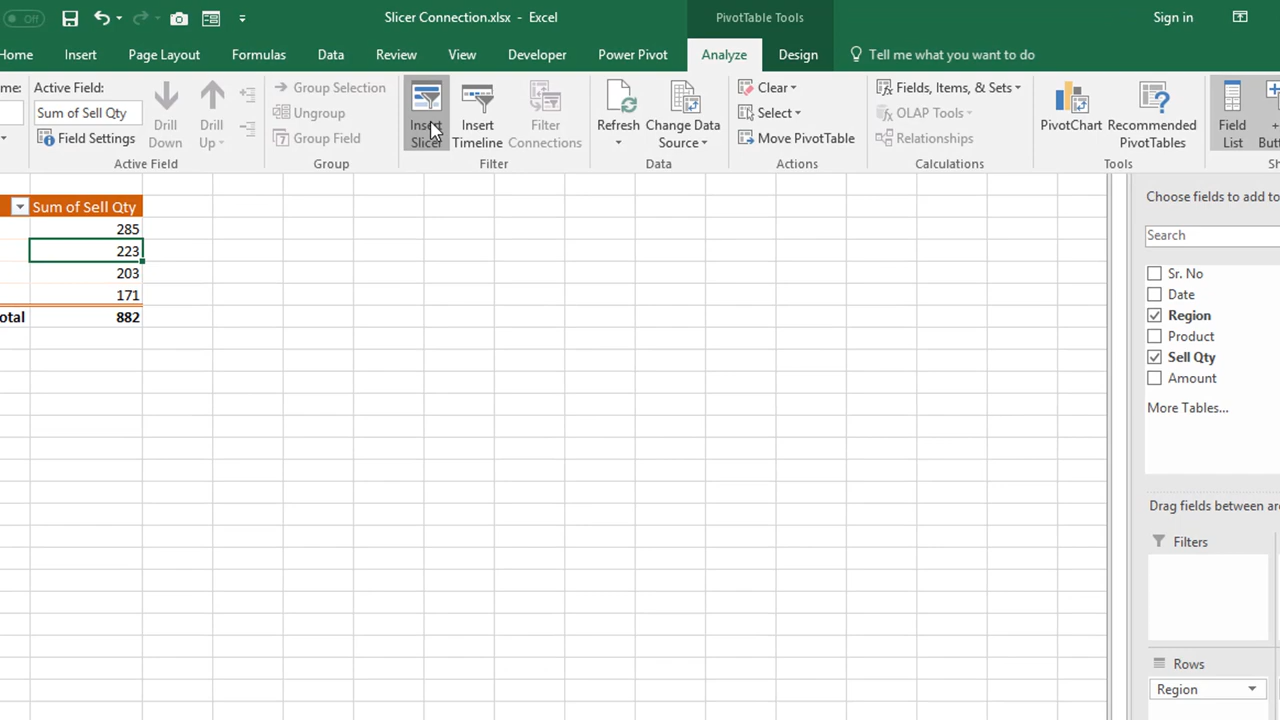 Off
Slicer Connection.xlsx - Excel
PivotTable Tools
Sign in
Home
Insert
Page Layout
Formulas
Data
Review
View
Developer
Power Pivot
Analyze
Design
Tell me what you want to do
me:
Active Field:
Sum of Sell Qty
Field Settings
Drill Down
Drill Up
Active Field
Group Selection
Ungroup
Group Field
Group
Insert Slicer
Insert Timeline
Filter Connections
Filter
Refresh
Change Data Source
Data
Clear
Select
Move PivotTable
Actions
Fields, Items, & Sets
OLAP Tools
Relationships
Calculations
PivotChart
Recommended PivotTables
Tools
Field List
+
Butt
Sh
Sum of Sell Qty
285
223
203
171
otal 882
Choose fields to add to
Search
Sr. No
Date
Region
Product
Sell Qty
Amount
More Tables...
Drag fields between are
Filters
Rows
Region